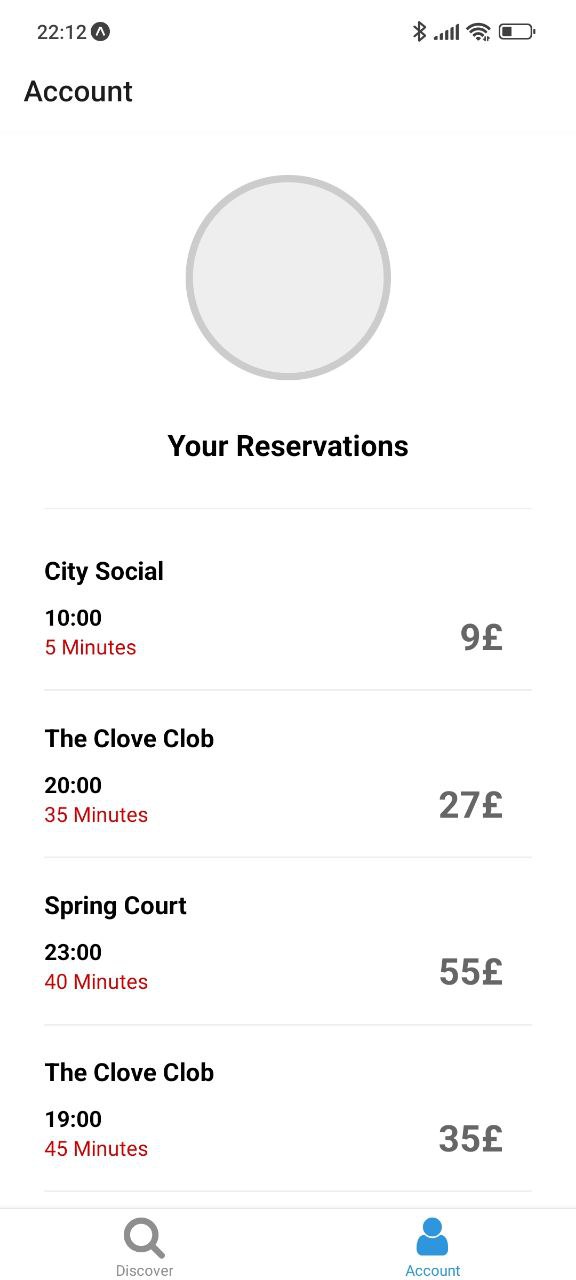 22:12
Account
Your Reservations
City Social
10:00
5 Minutes
9£
The Clove Clob
20:00
35 Minutes
27£
Spring Court
23:00
40 Minutes
55£
The Clove Clob
19:00
45 Minutes
35£
Discover
Account